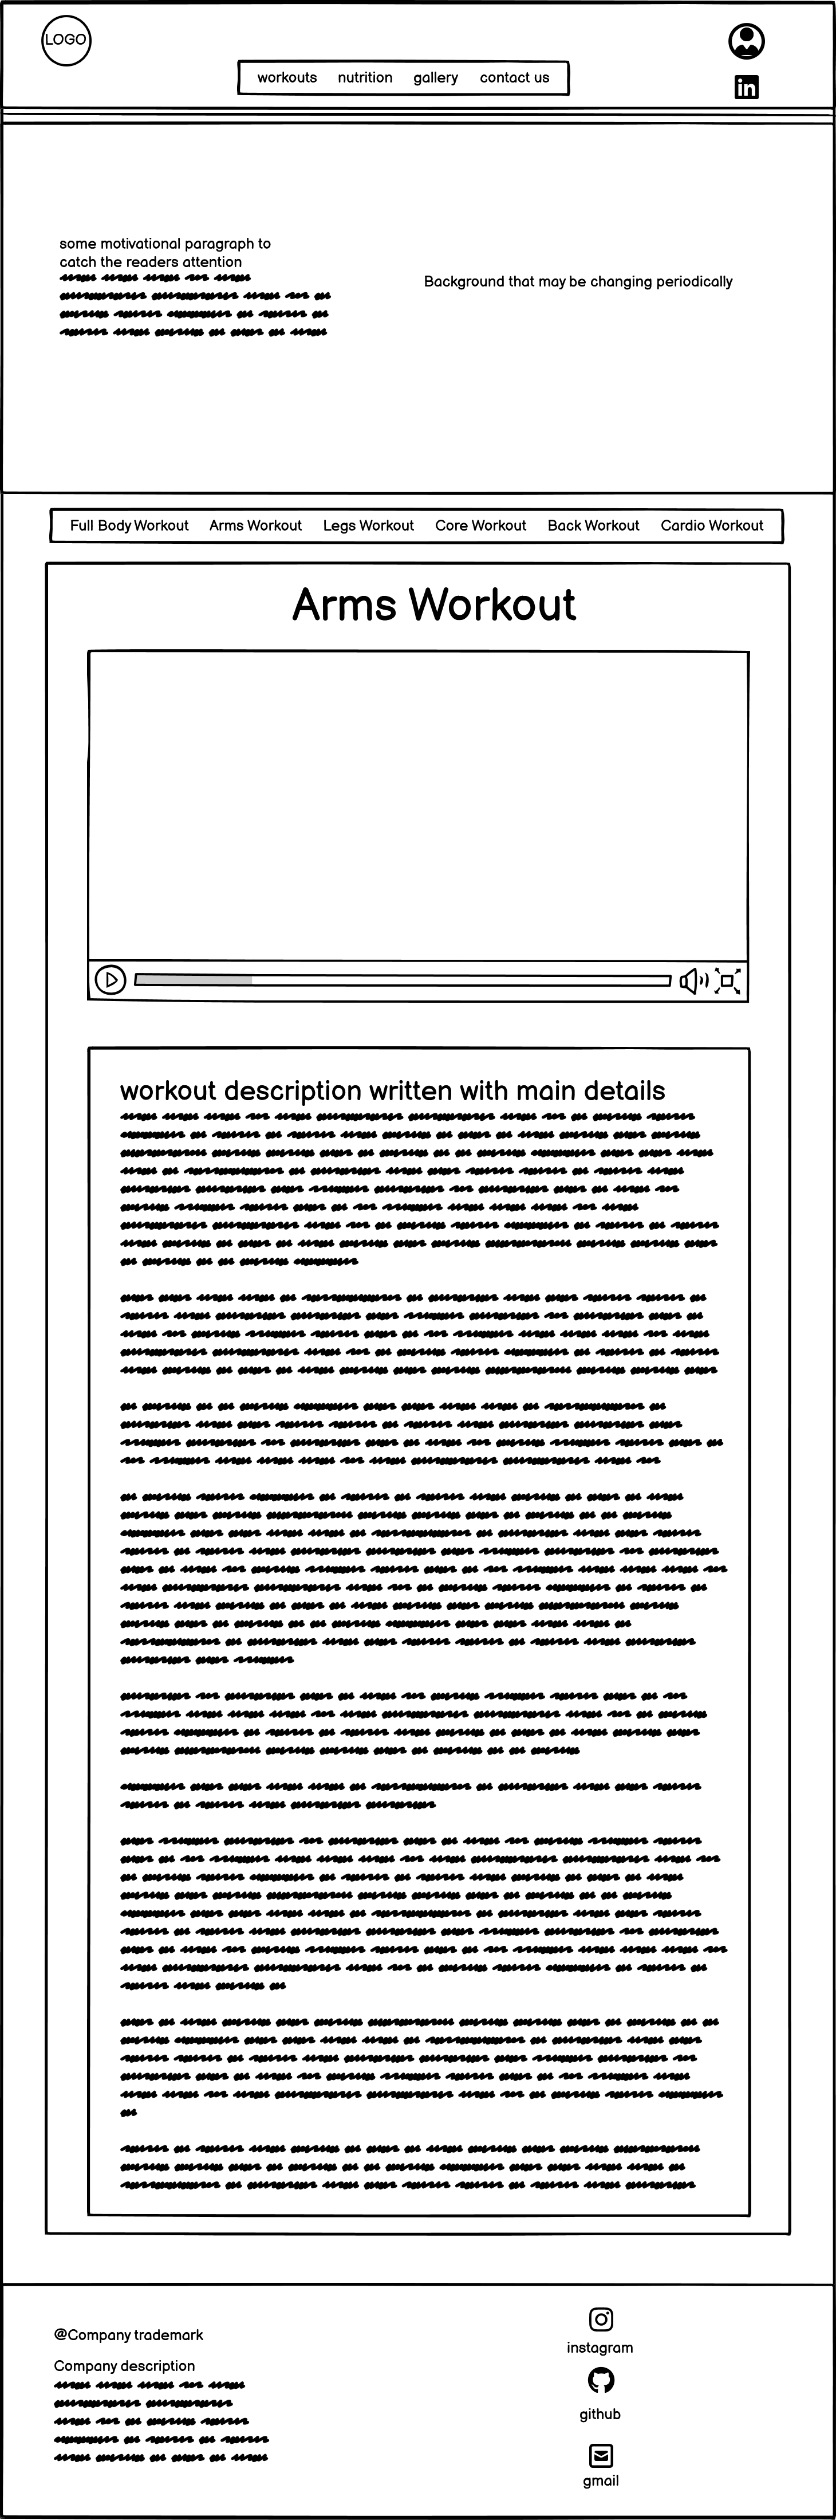 LOGO
workouts nutrition gallery contact us
in
some motivational paragraph to
catch the readers attention
Background that may be changing periodically
Full Body Workout Arms Workout Legs Workout Core Workout Back Workout Cardio Workout
Arms Workout
workout description written with main details
@Company trademark
Company description
instagram
github
gmail